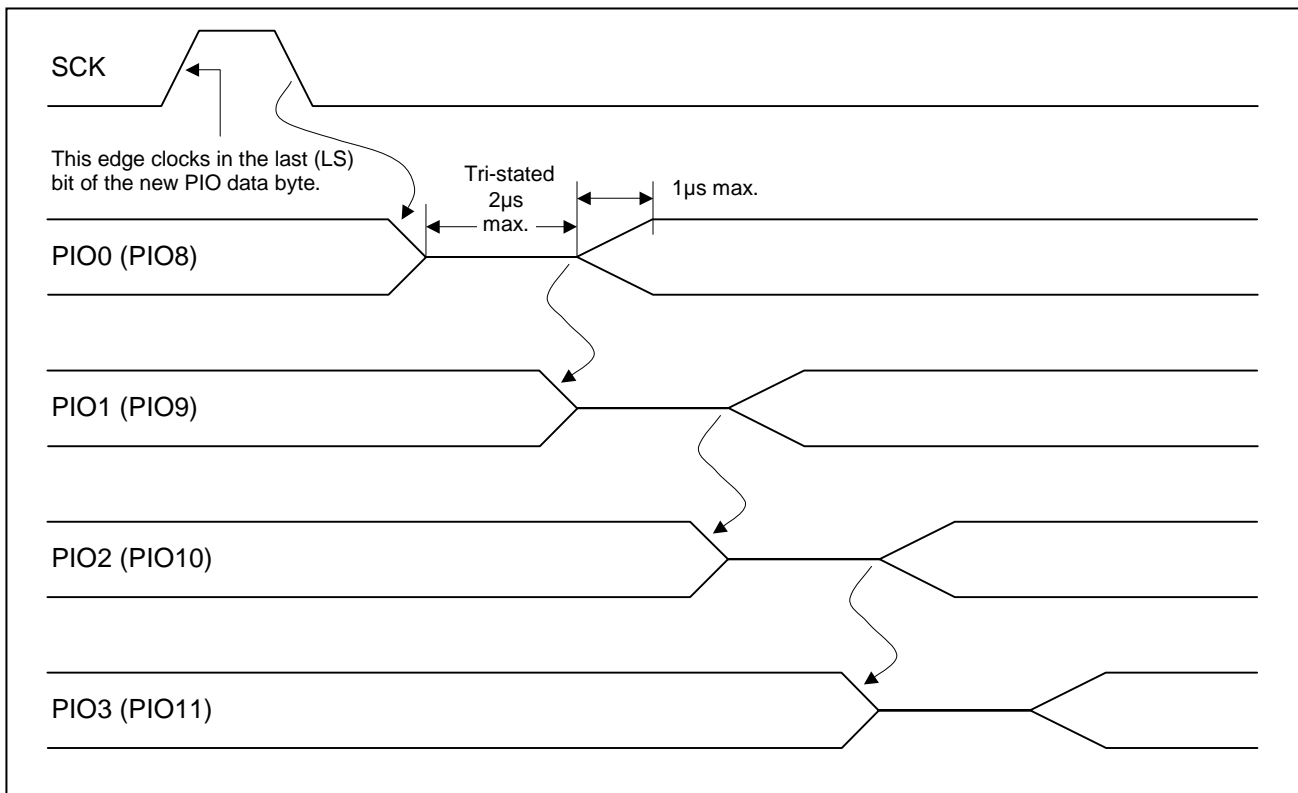 SCK
This edge clocks in the last (LS)
bit of the new PIO data byte.
Tri-stated
2µs
max.
1µs max.
PIO0 (PIO8)
PIO1 (PIO9)
PIO2 (PIO10)
PIO3 (PIO11)